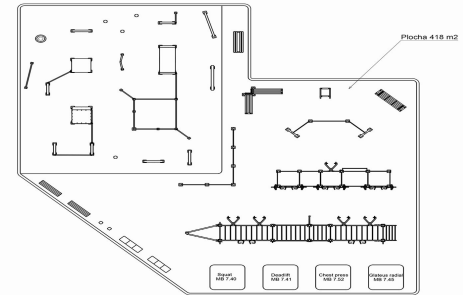 Plocha 418 m2
Squat
MB 7.40
Deadlift
MB 7.41
Chest press
MB 7.52
Gluteus radial
MB 7.45